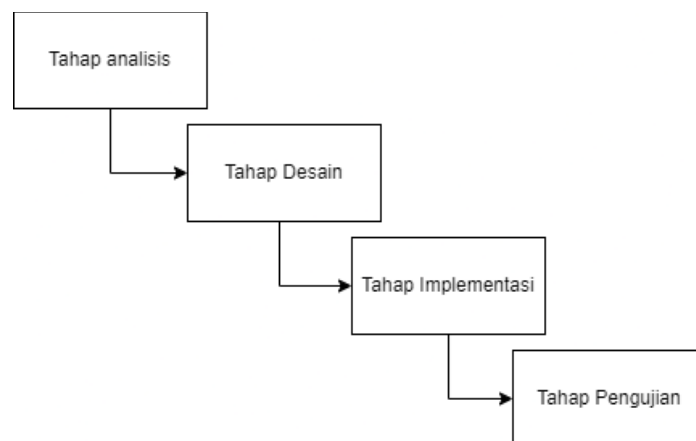 Tahap analisis
Tahap Desain
Tahap Implementasi
Tahap Pengujian